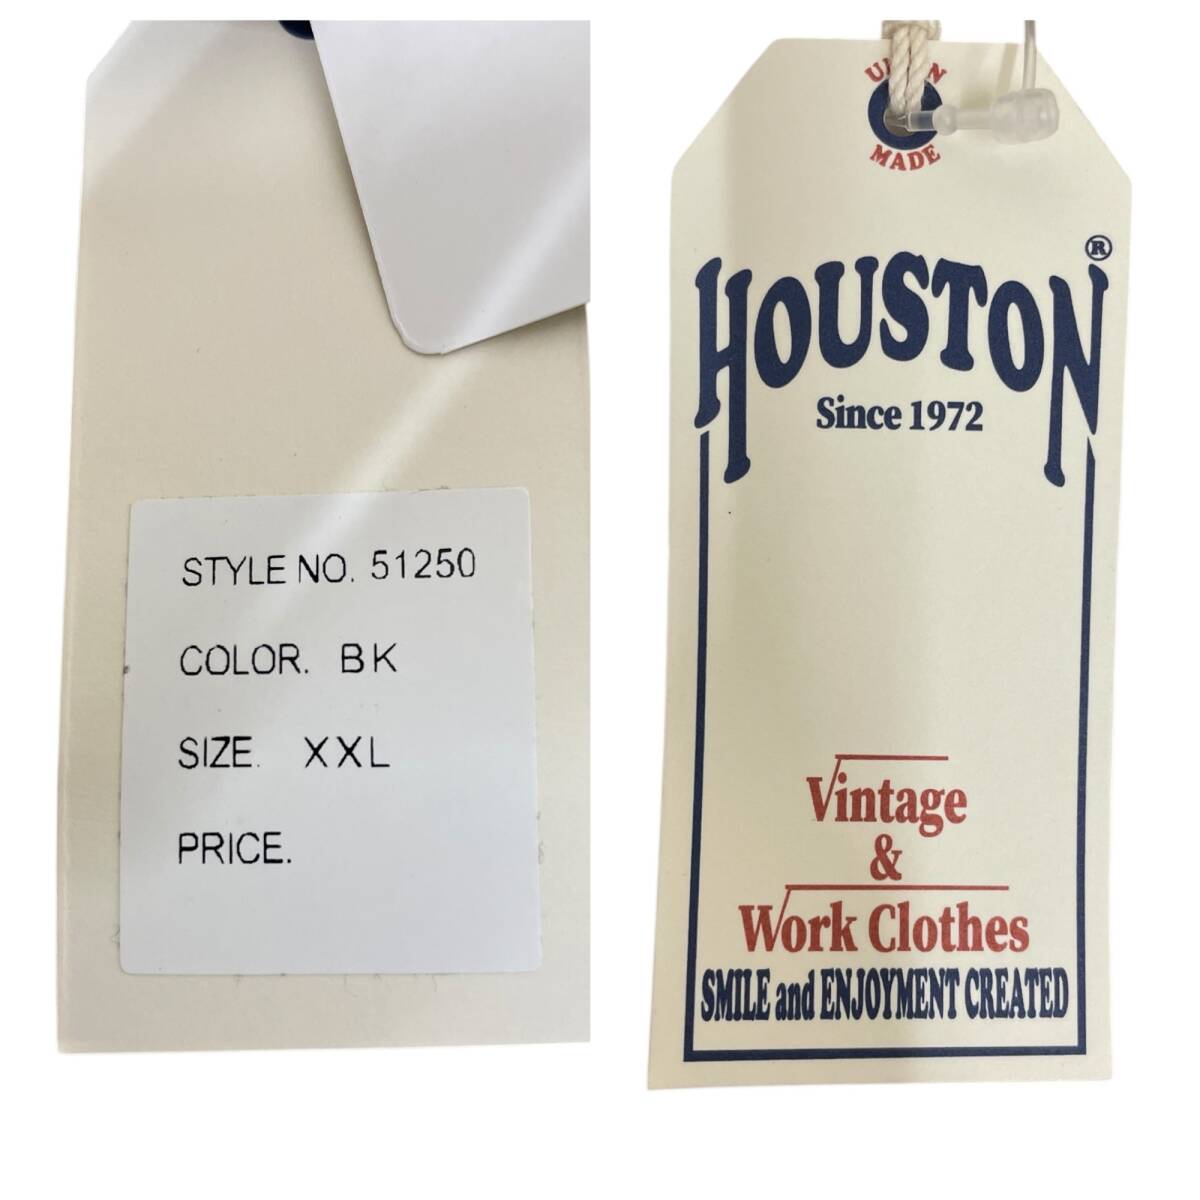 STYLE NO. 51250
COLOR. BK
SIZE. XXL
PRICE.
MADE
HOUSTON®
Since 1972
Vintage
&
Work Clothes
SMILE and ENJOYMENT CREATED